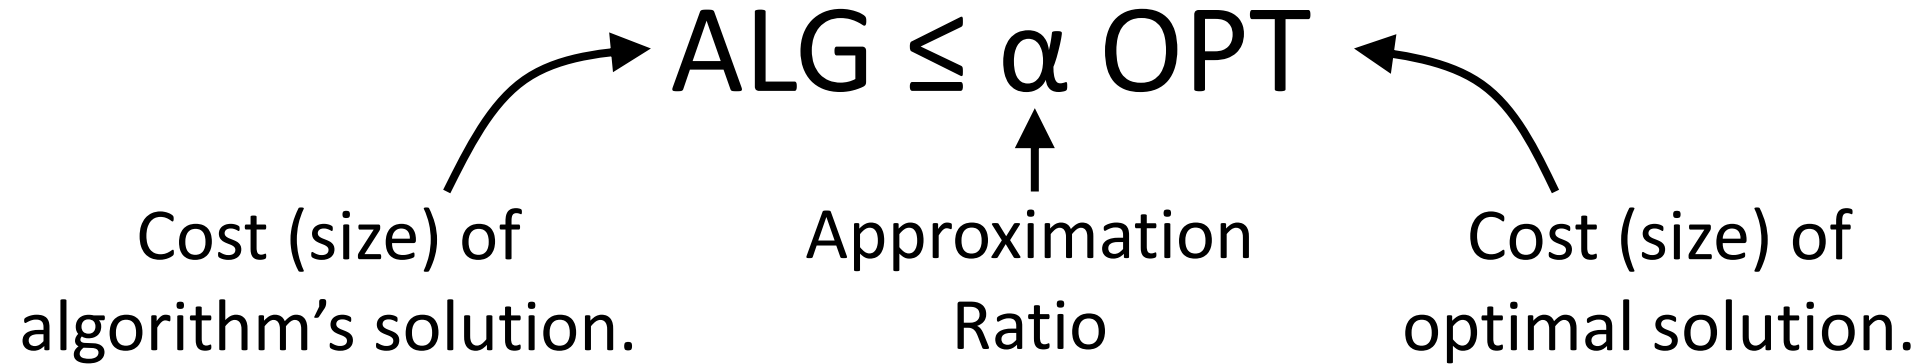 ALG ≤ α OPT
Cost (size) of
algorithm’s solution.
Approximation
Ratio
Cost (size) of
optimal solution.